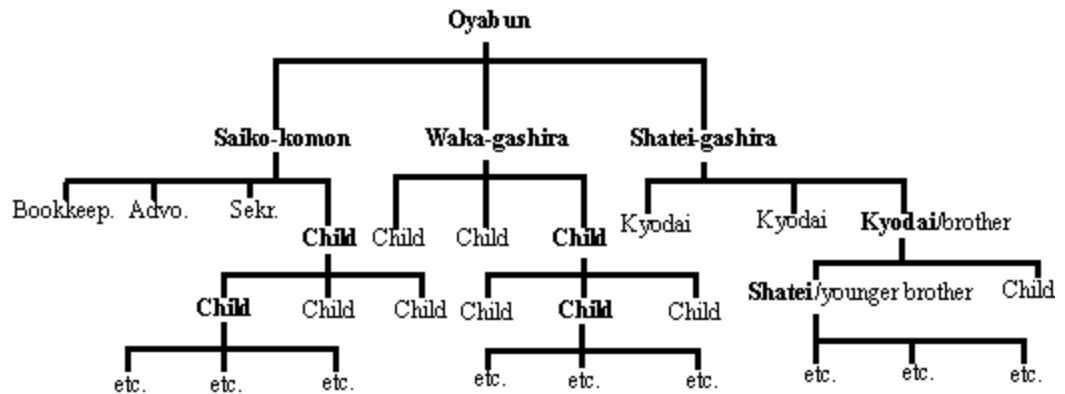 Oyabun
Saiko-komon Waka-gashira Shatei-gashira
Bookkeep. Advo. Sekr. Child Child Child Child Kyodai Kyodai Kyodai/brother
Child Child Child Child Child Child Shatei/younger brother Child
etc. etc. etc. etc. etc. etc. etc. etc. etc.